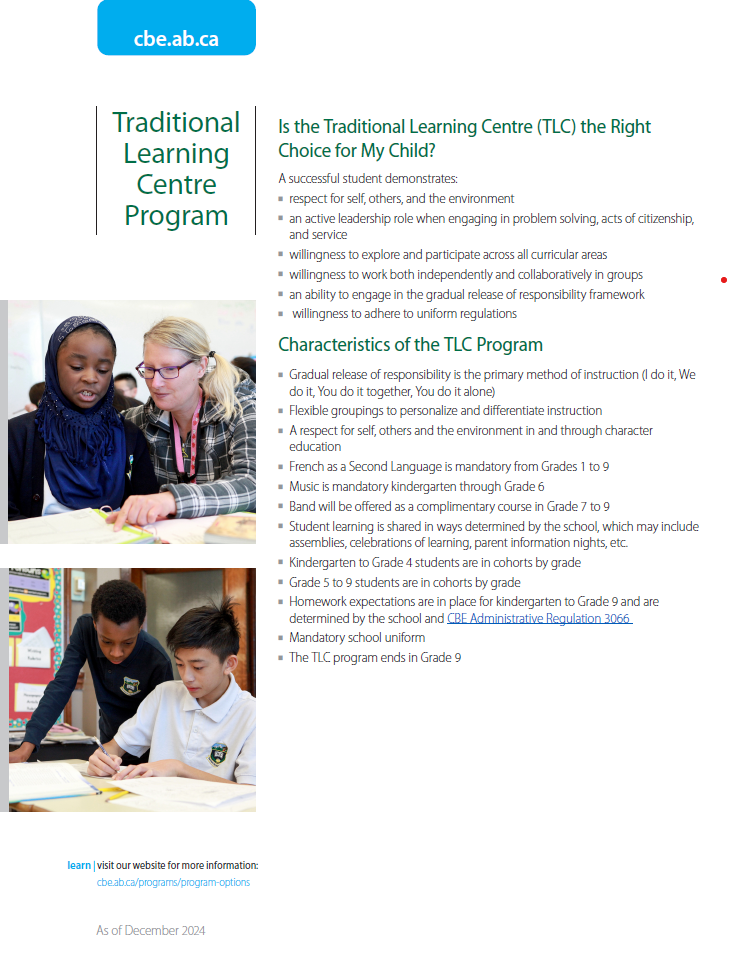 cbe.ab.ca
Traditional
Learning
Centre
Program
Is the Traditional Learning Centre (TLC) the Right
Choice for My Child?
A successful student demonstrates:
▪ respect for self, others, and the environment
▪ an active leadership role when engaging in problem solving, acts of citizenship,
and service
▪ willingness to explore and participate across all curricular areas
▪ willingness to work both independently and collaboratively in groups
▪ an ability to engage in the gradual release of responsibility framework
▪ willingness to adhere to uniform regulations
Characteristics of the TLC Program
▪ Gradual release of responsibility is the primary method of instruction (I do it, We
do it, You do it together, You do it alone)
▪ Flexible groupings to personalize and differentiate instruction
▪ A respect for self, others and the environment in and through character
education
▪ French as a Second Language is mandatory from Grades 1 to 9
▪ Music is mandatory kindergarten through Grade 6
▪ Band will be offered as a complimentary course in Grade 7 to 9
▪ Student learning is shared in ways determined by the school, which may include
assemblies, celebrations of learning, parent information nights, etc.
▪ Kindergarten to Grade 4 students are in cohorts by grade
▪ Grade 5 to 9 students are in cohorts by grade
▪ Homework expectations are in place for kindergarten to Grade 9 and are
determined by the school and CBE Administrative Regulation 3066
▪ Mandatory school uniform
▪ The TLC program ends in Grade 9
learn | visit our website for more information:
cbe.ab.ca/programs/program-options
As of December 2024